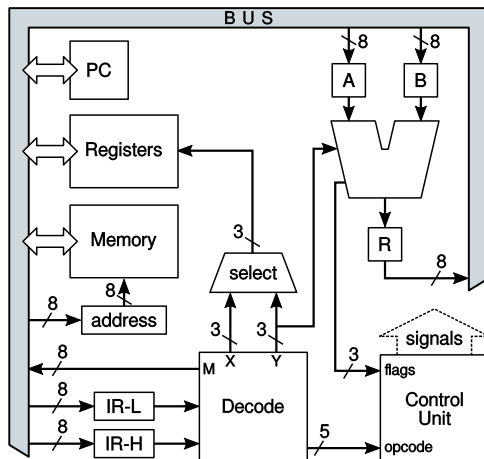 BUS
8
8
PC
A
B
Registers
3
Memory
select
R
8
8
8
address
signals
3
3
X
Y
8
M
3
flags
8
IR-L
Decode
Control
Unit
8
IR-H
5
opcode